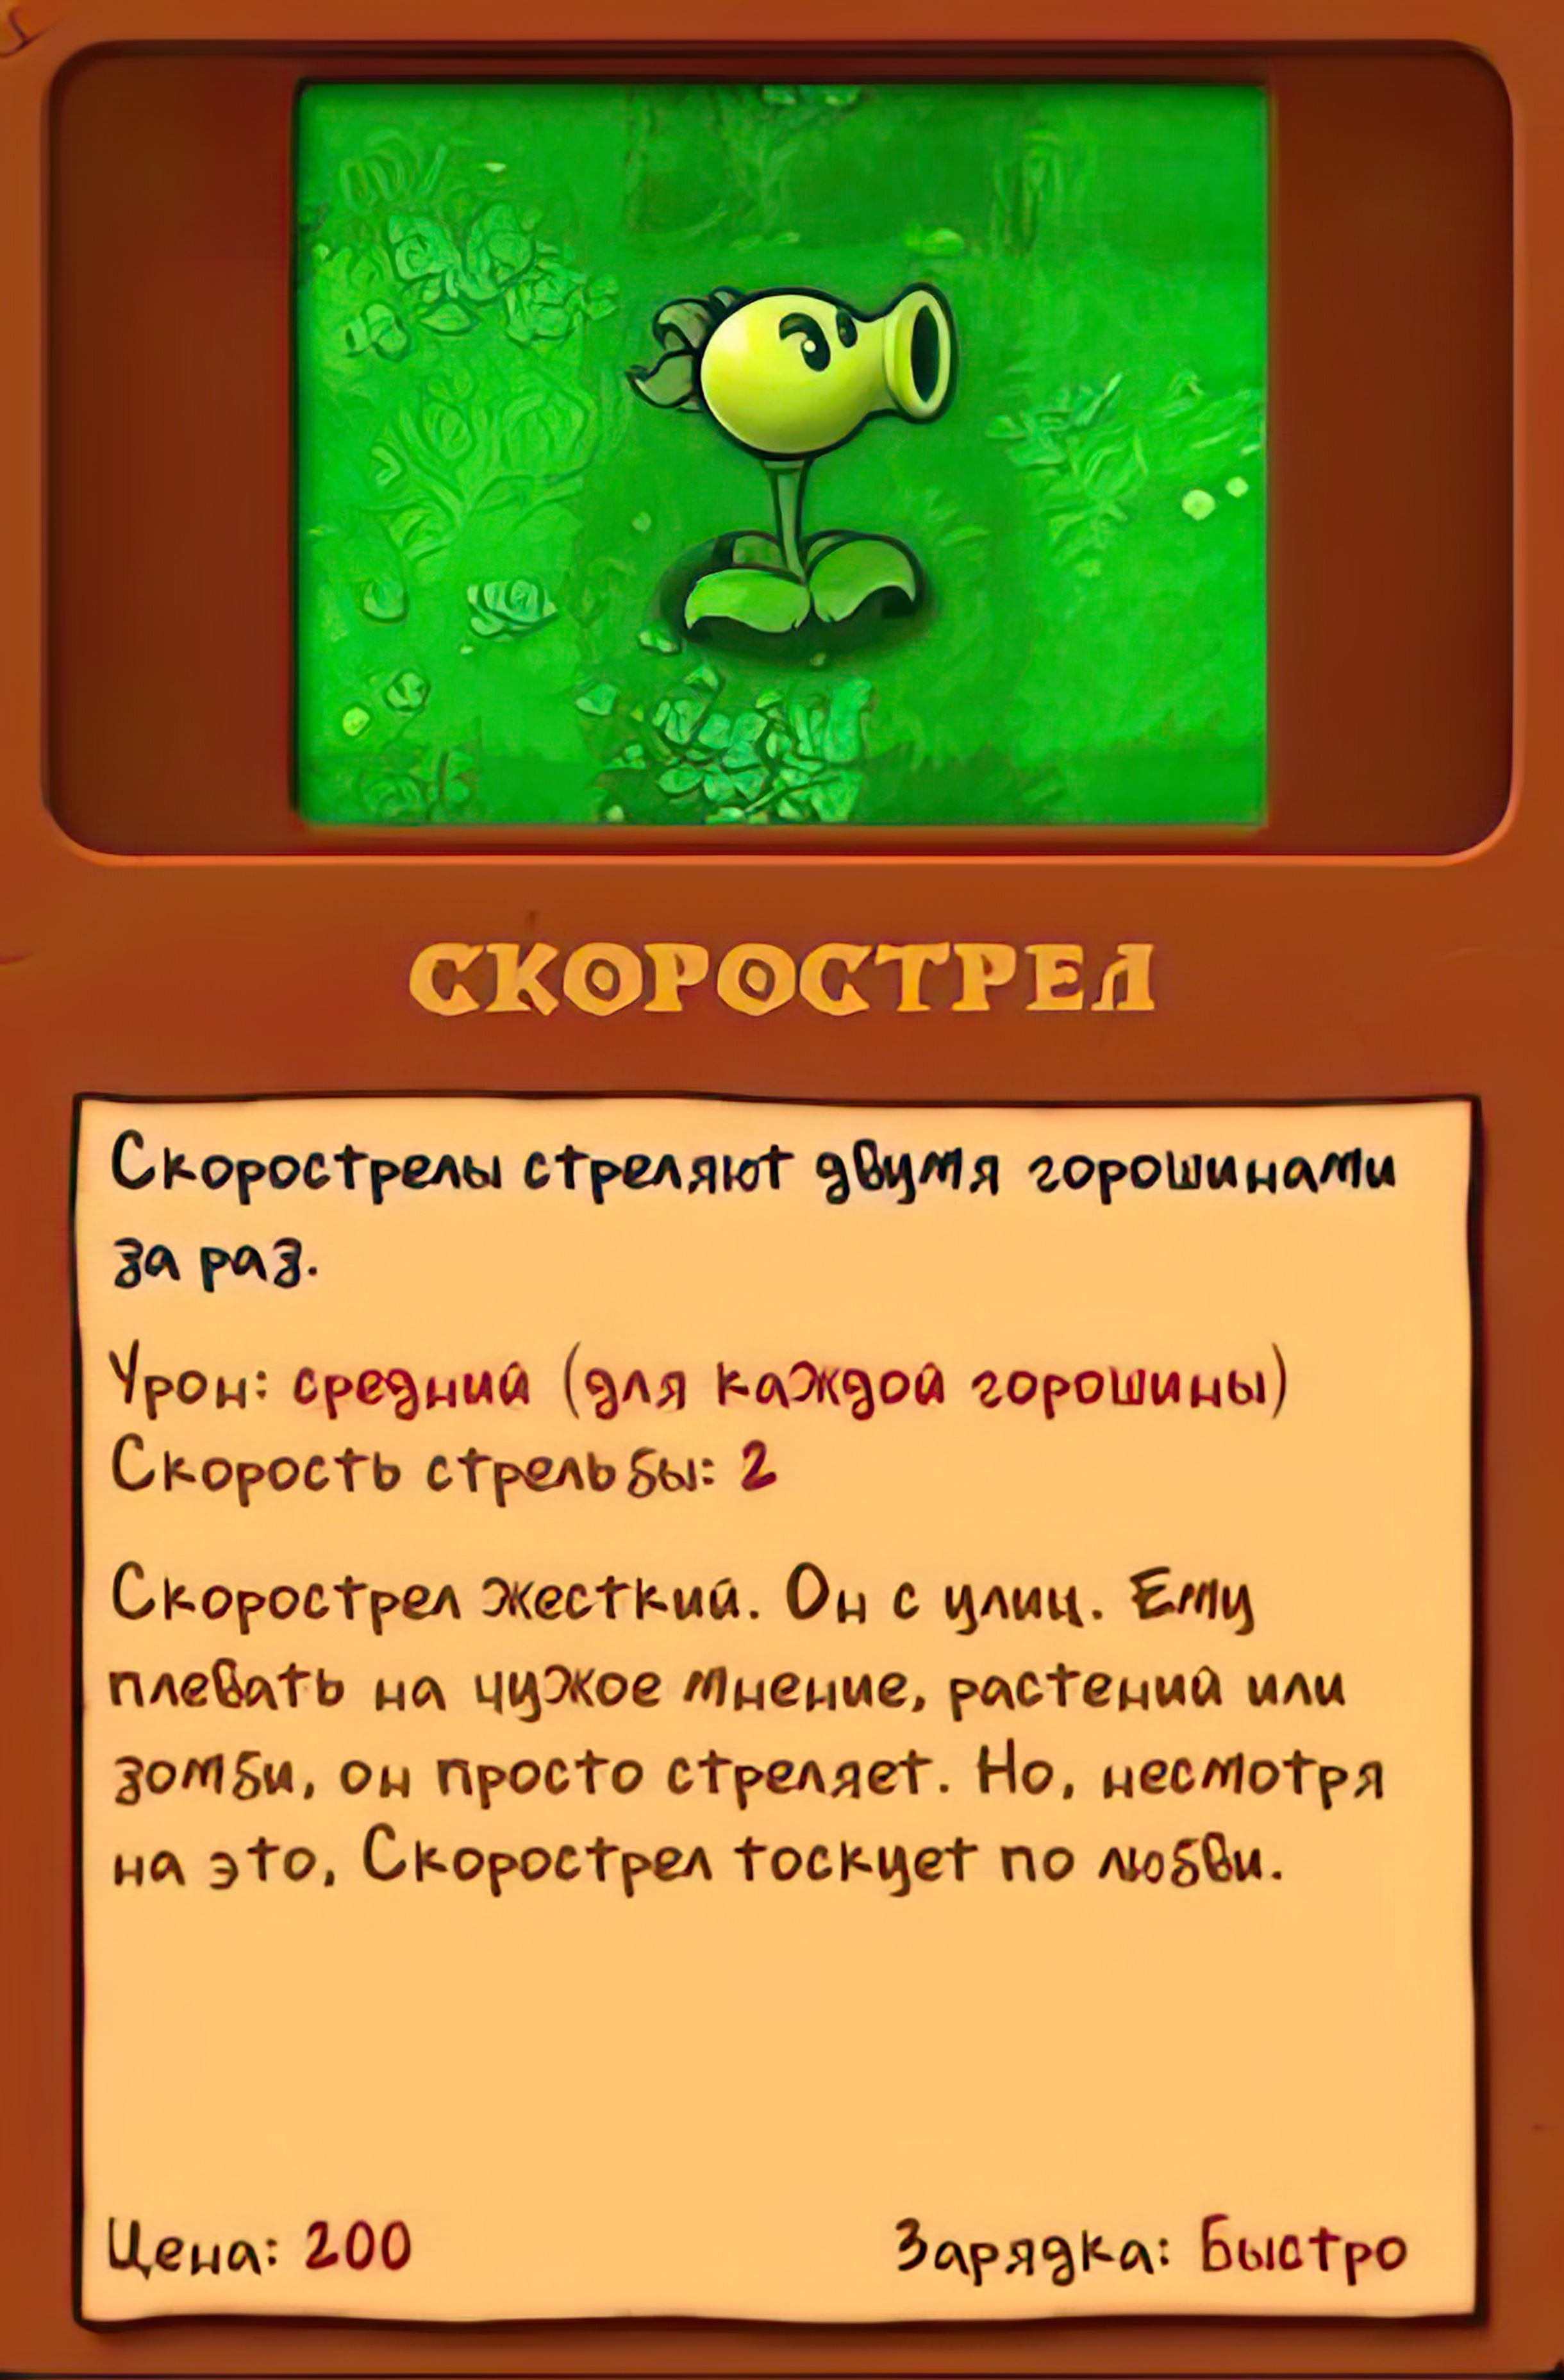 СКОРОСТРЕЛ
Скорострелы стреляют двумя горошинами
за раз.
Урон: средний (для каждой горошины)
Скорость стрельбы: 2
Скорострел жесткий. Он с улиц. Ему
плевать на чужое мнение, растений или
зомби, он просто стреляет. Но, несмотря
на это, Скорострел тоскует по любви.
Цена: 200 Зарядка: Быстро